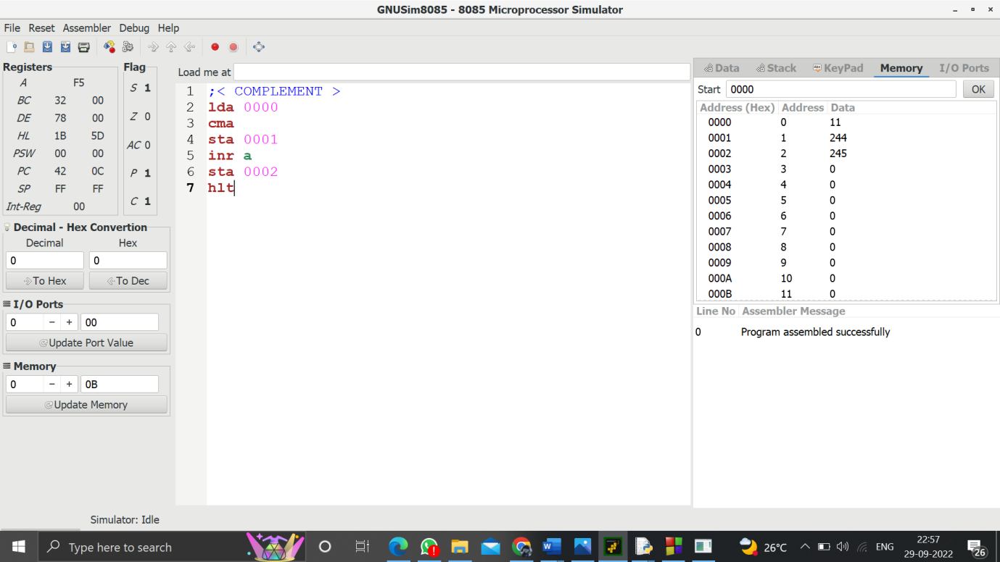 GNUSim8085 - 8085 Microprocessor Simulator
File Reset Assembler Debug Help
Registers
A F5
BC 32 00
DE 78 00
HL 1B 5D
PSW 00 00
PC 42 0C
SP FF FF
Int-Reg 00
Flag
S 1
Z 0
AC 0
P 1
C 1
Decimal - Hex Convertion
Decimal Hex
0 0
To Hex To Dec
I/O Ports
0 - + 00
Update Port Value
Memory
0 - + 0B
Update Memory
Load me at
1 ;< COMPLEMENT >
2 lda 0000
3 cma
4 sta 0001
5 inr a
6 sta 0002
7 hlt
Data Stack KeyPad Memory I/O Ports
Start 0000 OK
Address (Hex) Address Data
0000 0 11
0001 1 244
0002 2 245
0003 3 0
0004 4 0
0005 5 0
0006 6 0
0007 7 0
0008 8 0
0009 9 0
000A 10 0
000B 11 0
Line No Assembler Message
0 Program assembled successfully
Simulator: Idle
Type here to search
26°C
ENG
22:57
29-09-2022
26